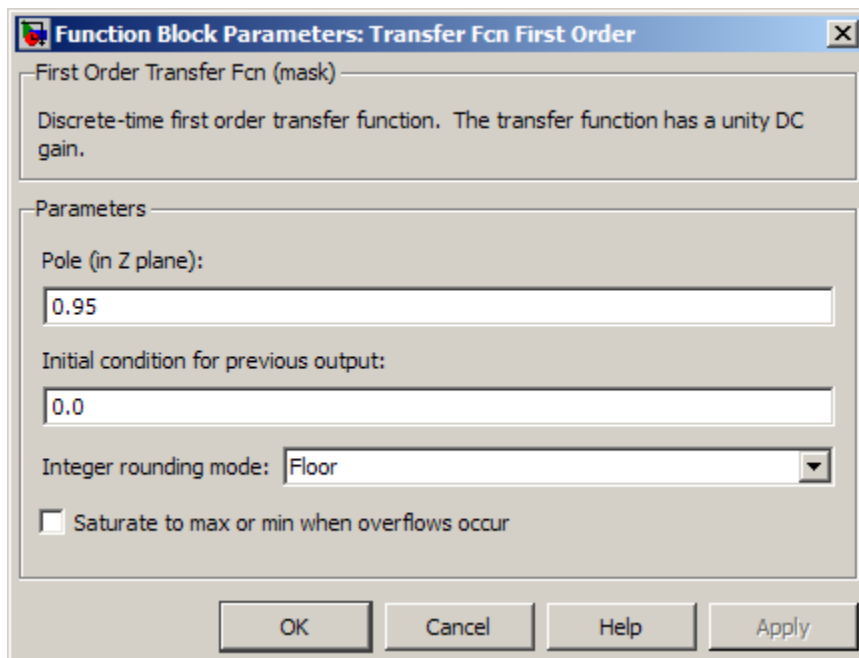 Function Block Parameters: Transfer Fcn First Order
First Order Transfer Fcn (mask)
Discrete-time first order transfer function.  The transfer function has a unity DC
gain.
Parameters
Pole (in Z plane):
0.95
Initial condition for previous output:
0.0
Integer rounding mode: Floor
Saturate to max or min when overflows occur
OK Cancel Help Apply